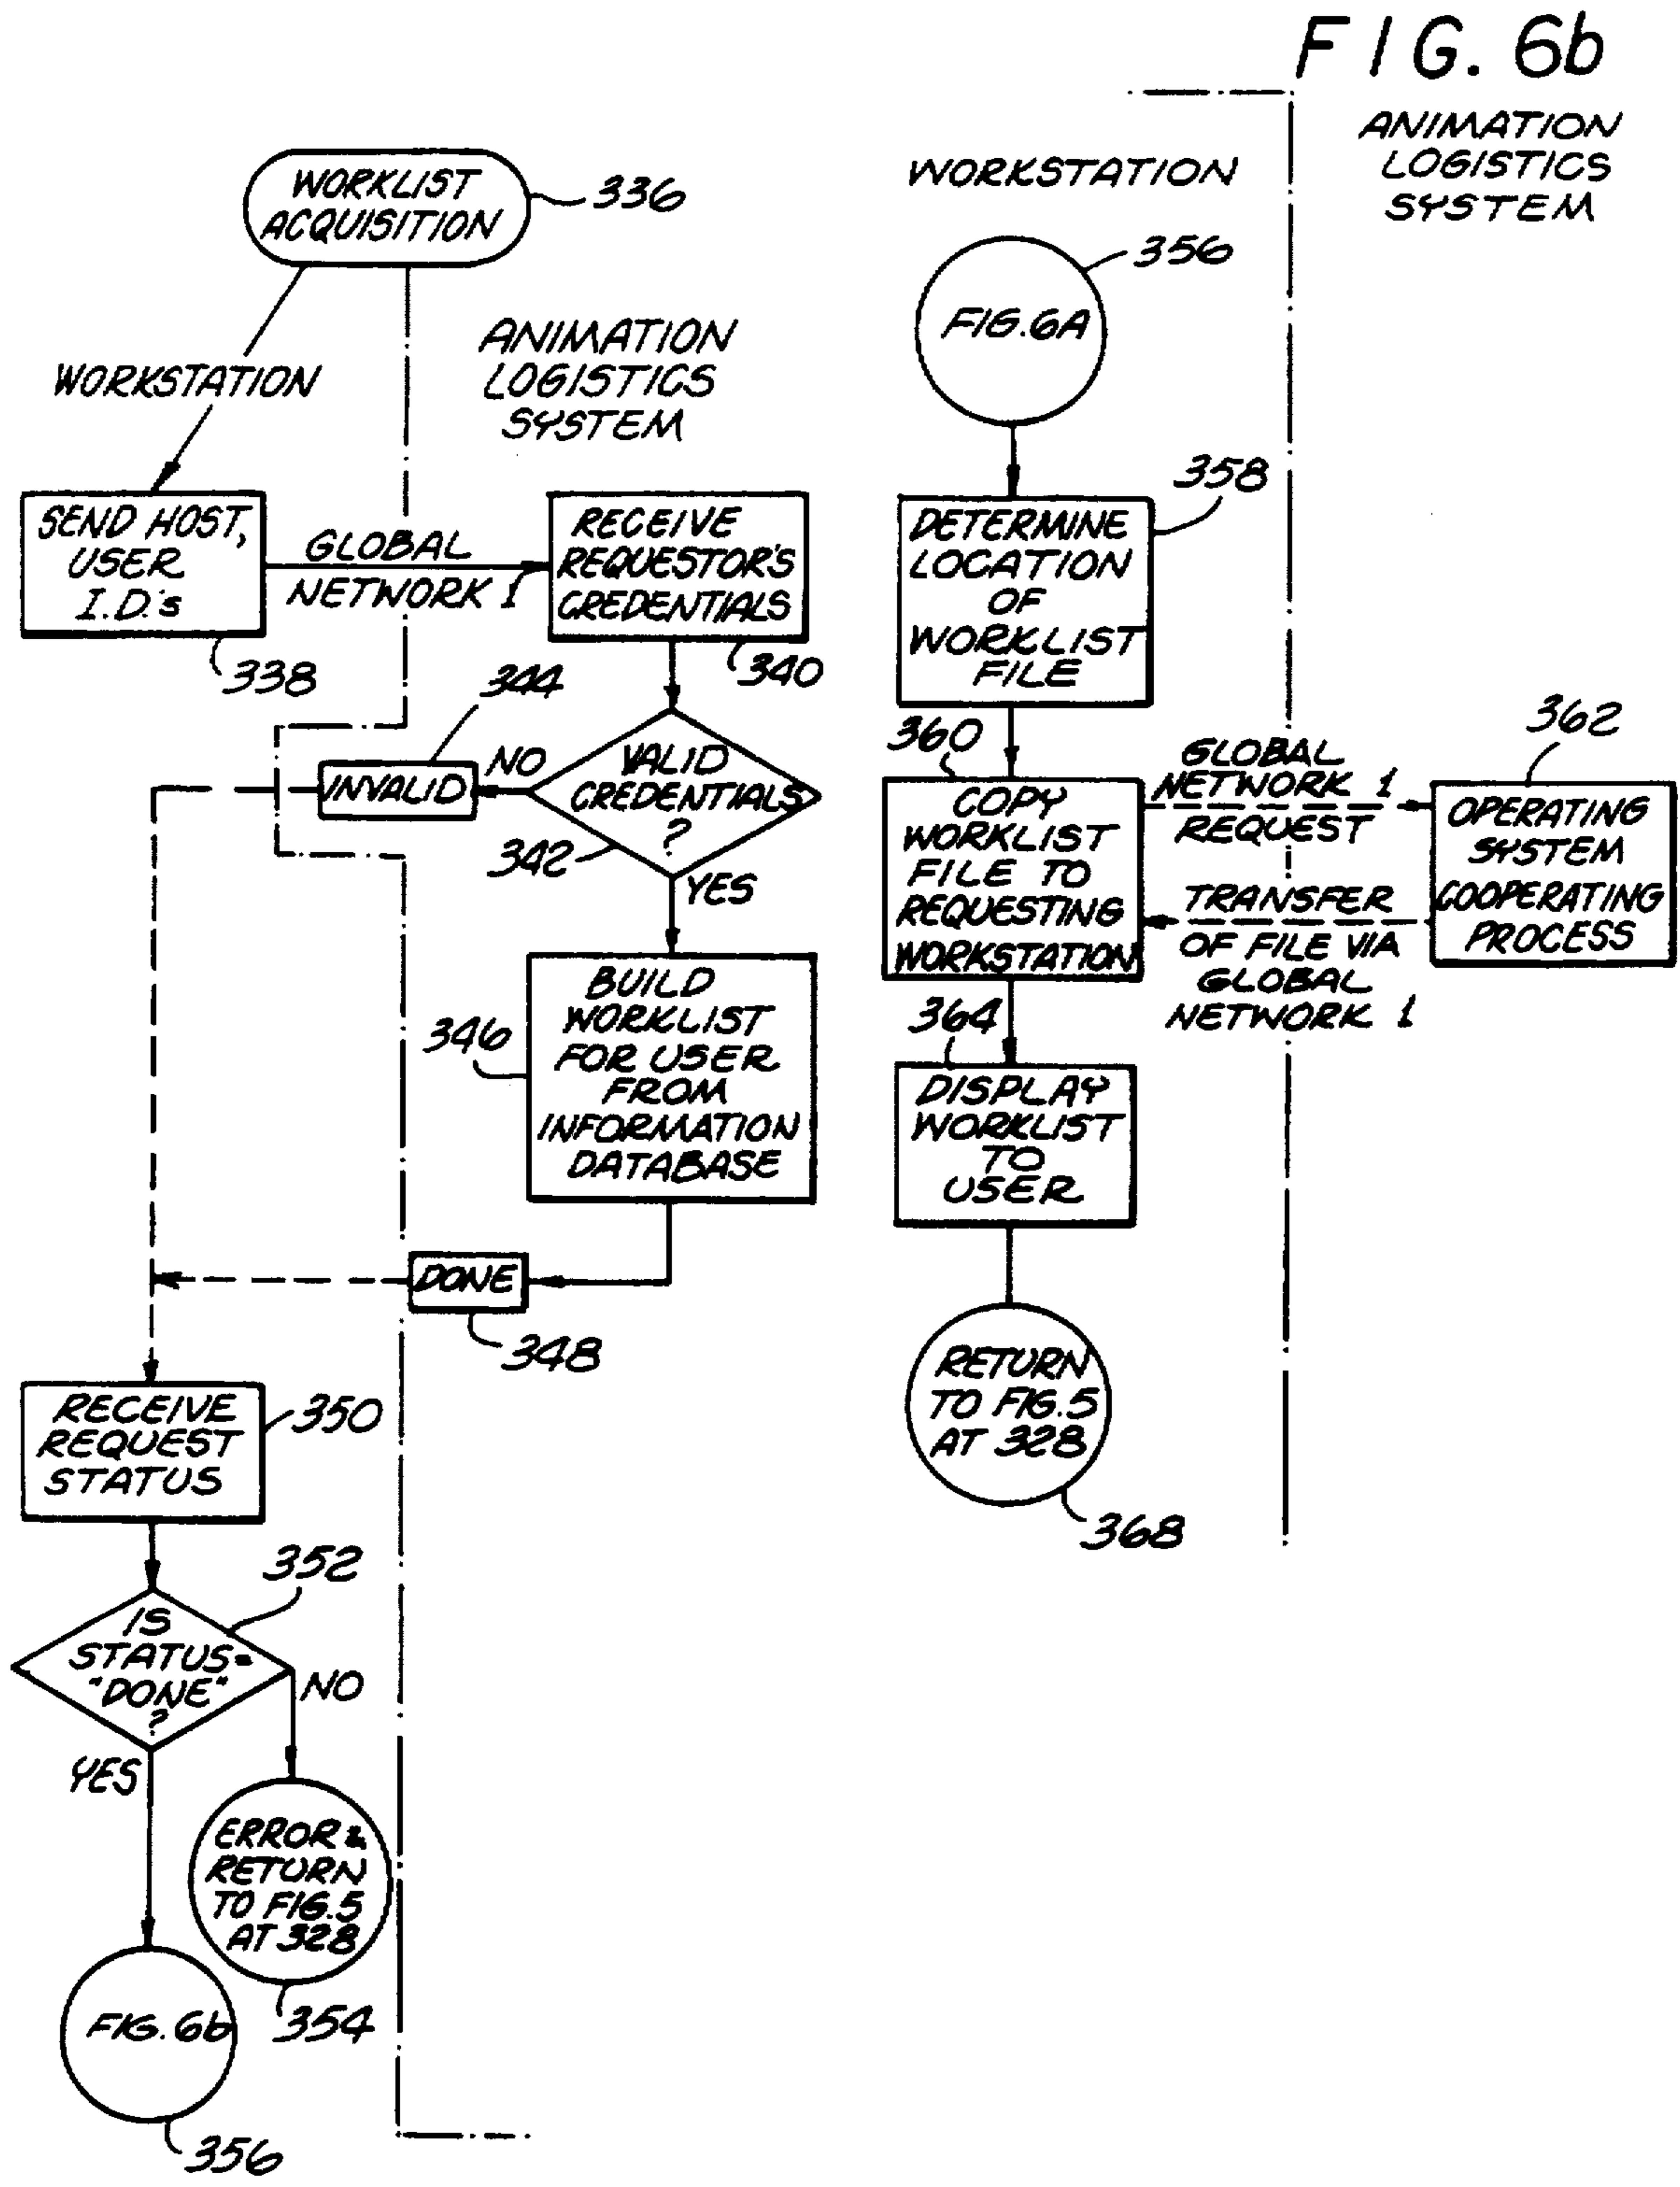 FIG. 6b
WORKLIST
ACQUISITION
336
WORKSTATION
ANIMATION
LOGISTICS
SYSTEM
SEND HOST,
USER
I.D.'s
338
GLOBAL
NETWORK 1
RECEIVE
REQUESTOR'S
CREDENTIALS
340
344
INVALID
NO
VALID
CREDENTIALS
?
342
YES
346
BUILD
WORKLIST
FOR USER
FROM
INFORMATION
DATABASE
DONE
348
RECEIVE
REQUEST
STATUS
350
352
IS
STATUS=
"DONE"
?
NO
YES
ERROR &
RETURN
TO FIG.5
AT 328
354
FIG. 6b
356
WORKSTATION
ANIMATION
LOGISTICS
SYSTEM
356
FIG.6A
358
DETERMINE
LOCATION
OF
WORKLIST
FILE
360
COPY
WORKLIST
FILE TO
REQUESTING
WORKSTATION
GLOBAL
NETWORK 1
REQUEST
362
OPERATING
SYSTEM
COOPERATING
PROCESS
TRANSFER
OF FILE VIA
GLOBAL
NETWORK 1
364
DISPLAY
WORKLIST
TO
USER
RETURN
TO FIG.5
AT 328
368